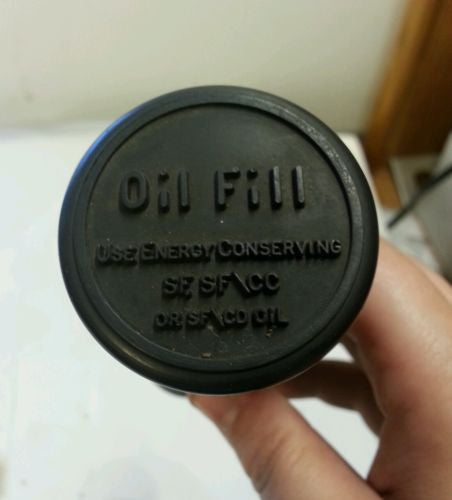 Oil Fill
USE ENERGY CONSERVING
SF, SF\CC
OR SF\CD OIL